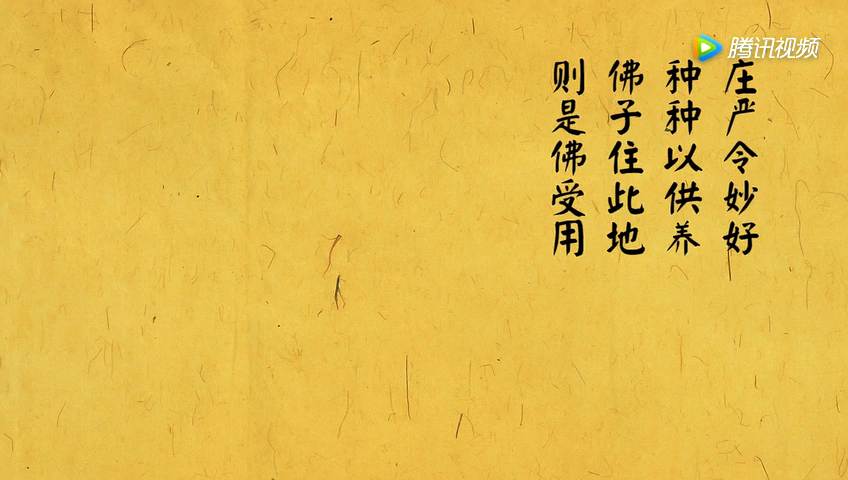 腾讯视频
庄严令妙好
种种以供养
佛子住此地
则是佛受用